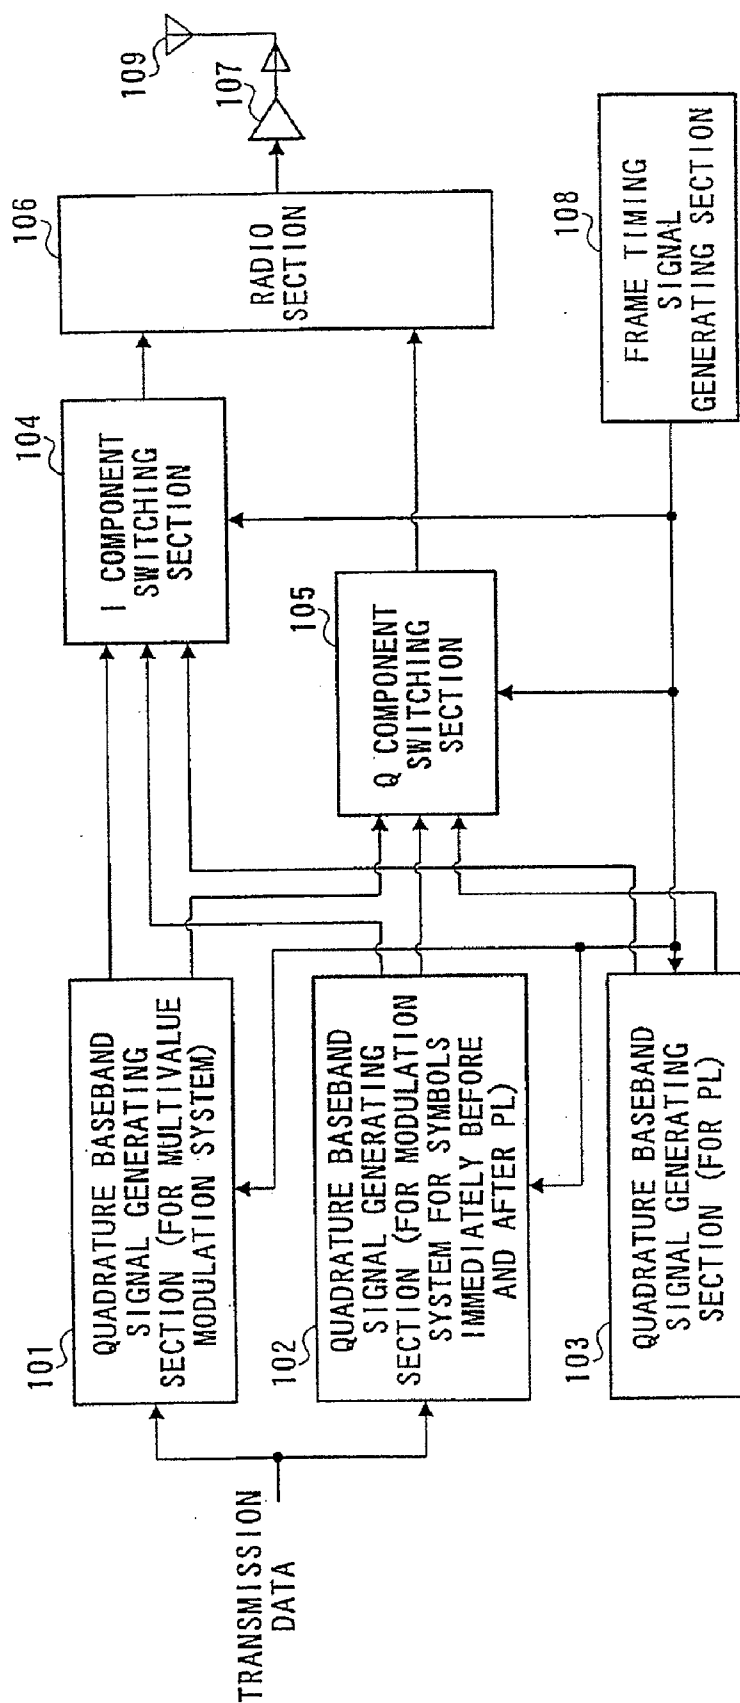 TRANSMISSION
DATA
101
QUADRATURE BASEBAND
SIGNAL GENERATING
SECTION (FOR MULTIVALUE
MODULATION SYSTEM)
102
QUADRATURE BASEBAND
SIGNAL GENERATING
SECTION (FOR MODULATION
SYSTEM FOR SYMBOLS
IMMEDIATELY BEFORE
AND AFTER PL)
103
QUADRATURE BASEBAND
SIGNAL GENERATING
SECTION (FOR PL)
104
I COMPONENT
SWITCHING
SECTION
105
Q COMPONENT
SWITCHING
SECTION
106
RADIO
SECTION
107
109
108
FRAME TIMING
SIGNAL
GENERATING SECTION